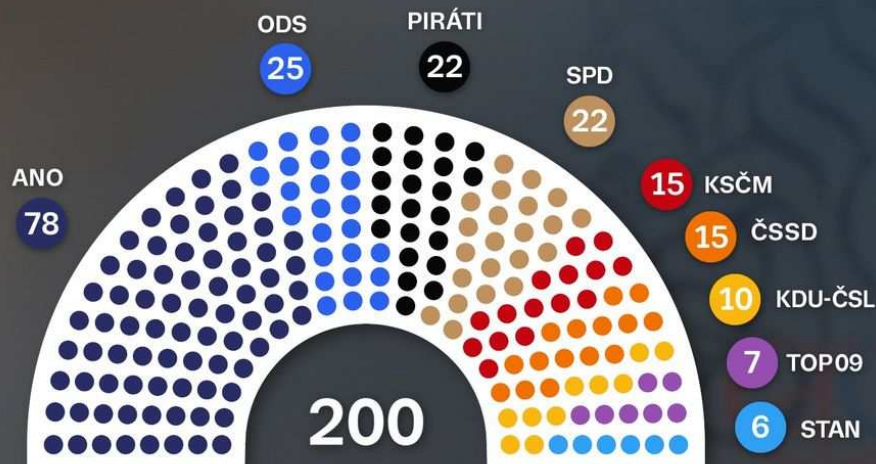 ODS
25
PIRÁTI
22
SPD
22
ANO
78
15 KSČM
15 ČSSD
10 KDU-ČSL
7 TOP09
6 STAN
200